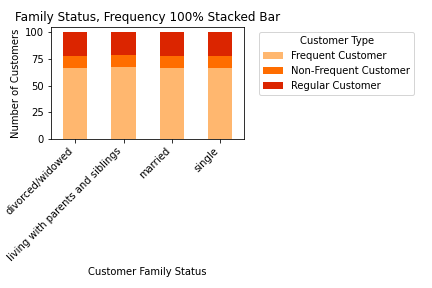 Family Status, Frequency 100% Stacked Bar
Number of Customers
100
75
50
25
0
divorced/widowed
living with parents and siblings
married
single
Customer Family Status
Customer Type
Frequent Customer
Non-Frequent Customer
Regular Customer